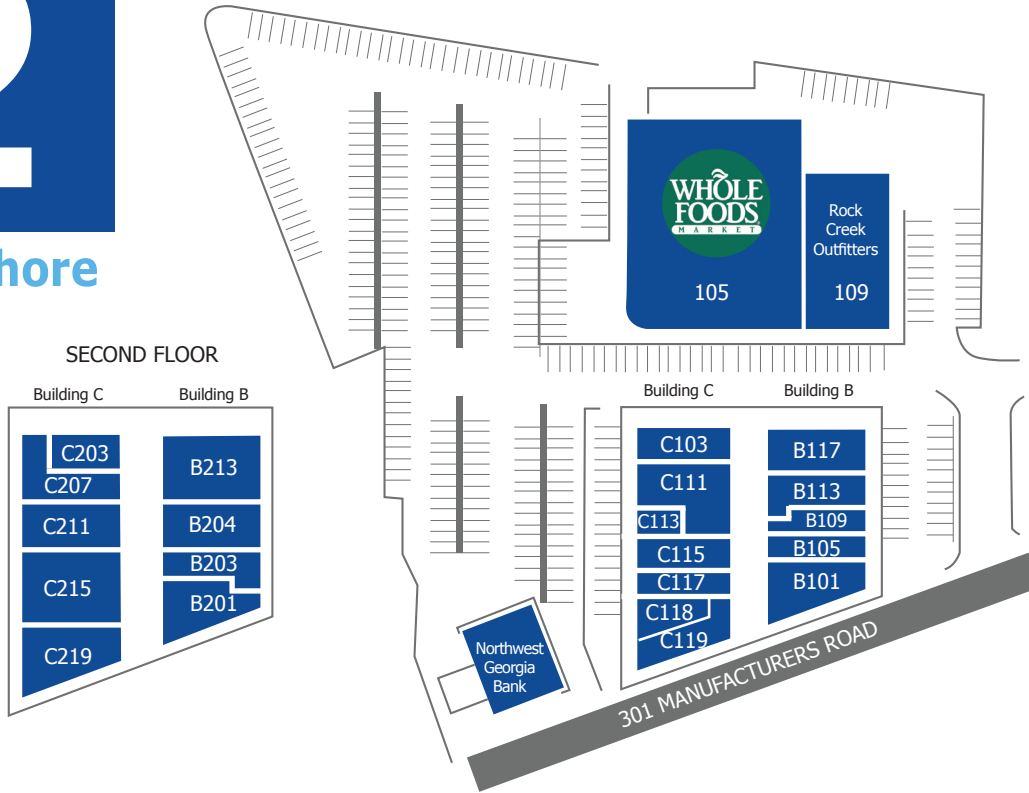 2
hore
WHOLE
FOODS
MARKET
105
Rock
Creek
Outfitters
109
SECOND FLOOR
Building C
Building B
C203
C207
C211
C215
C219
B213
B204
B203
B201
Building C
Building B
C103
C111
C113
C115
C117
C118
C119
B117
B113
B109
B105
B101
Northwest
Georgia
Bank
301 MANUFACTURERS ROAD